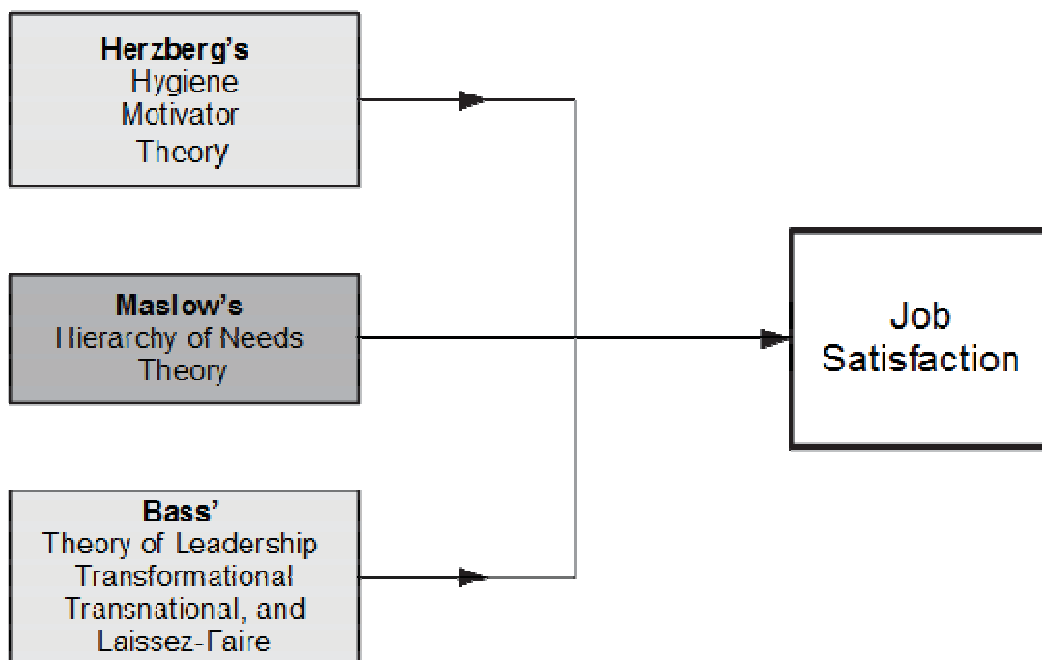 Herzberg's
Hygiene
Motivator
Theory
Maslow's
Hierarchy of Needs
Theory
Job
Satisfaction
Bass'
Theory of Leadership
Transformational
Transnational, and
Laissez-Faire